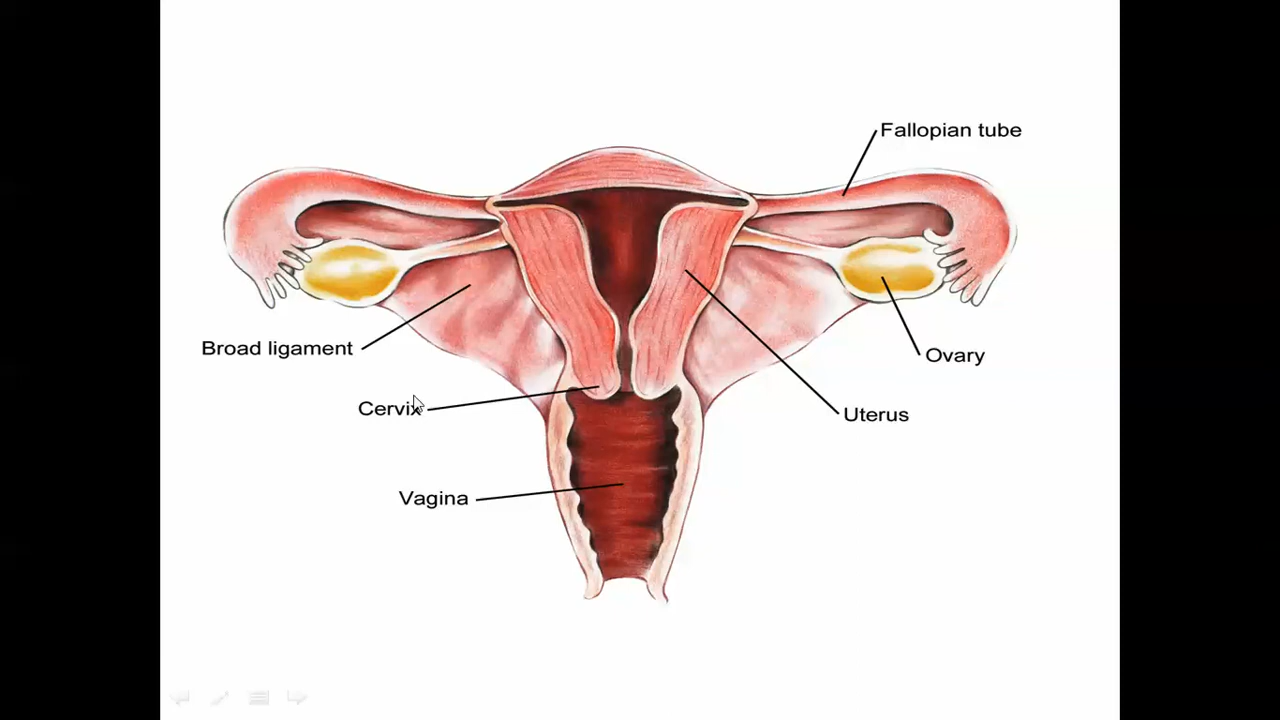 Fallopian tube
Broad ligament
Ovary
Cervix
Uterus
Vagina